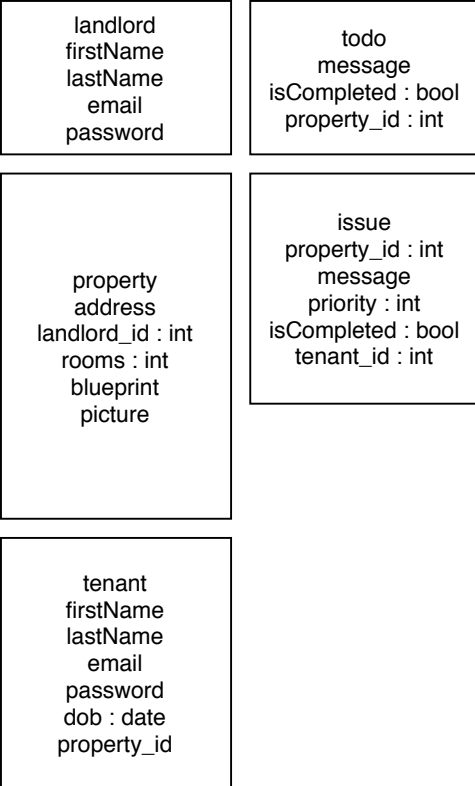 landlord
firstName
lastName
email
password
todo
message
isCompleted : bool
property_id : int
property
address
landlord_id : int
rooms : int
blueprint
picture
issue
property_id : int
message
priority : int
isCompleted : bool
tenant_id : int
tenant
firstName
lastName
email
password
dob : date
property_id